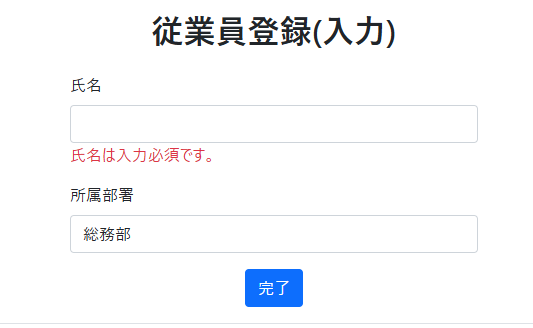 従業員登録(入力)
氏名
氏名は入力必須です。
所属部署
総務部
完了